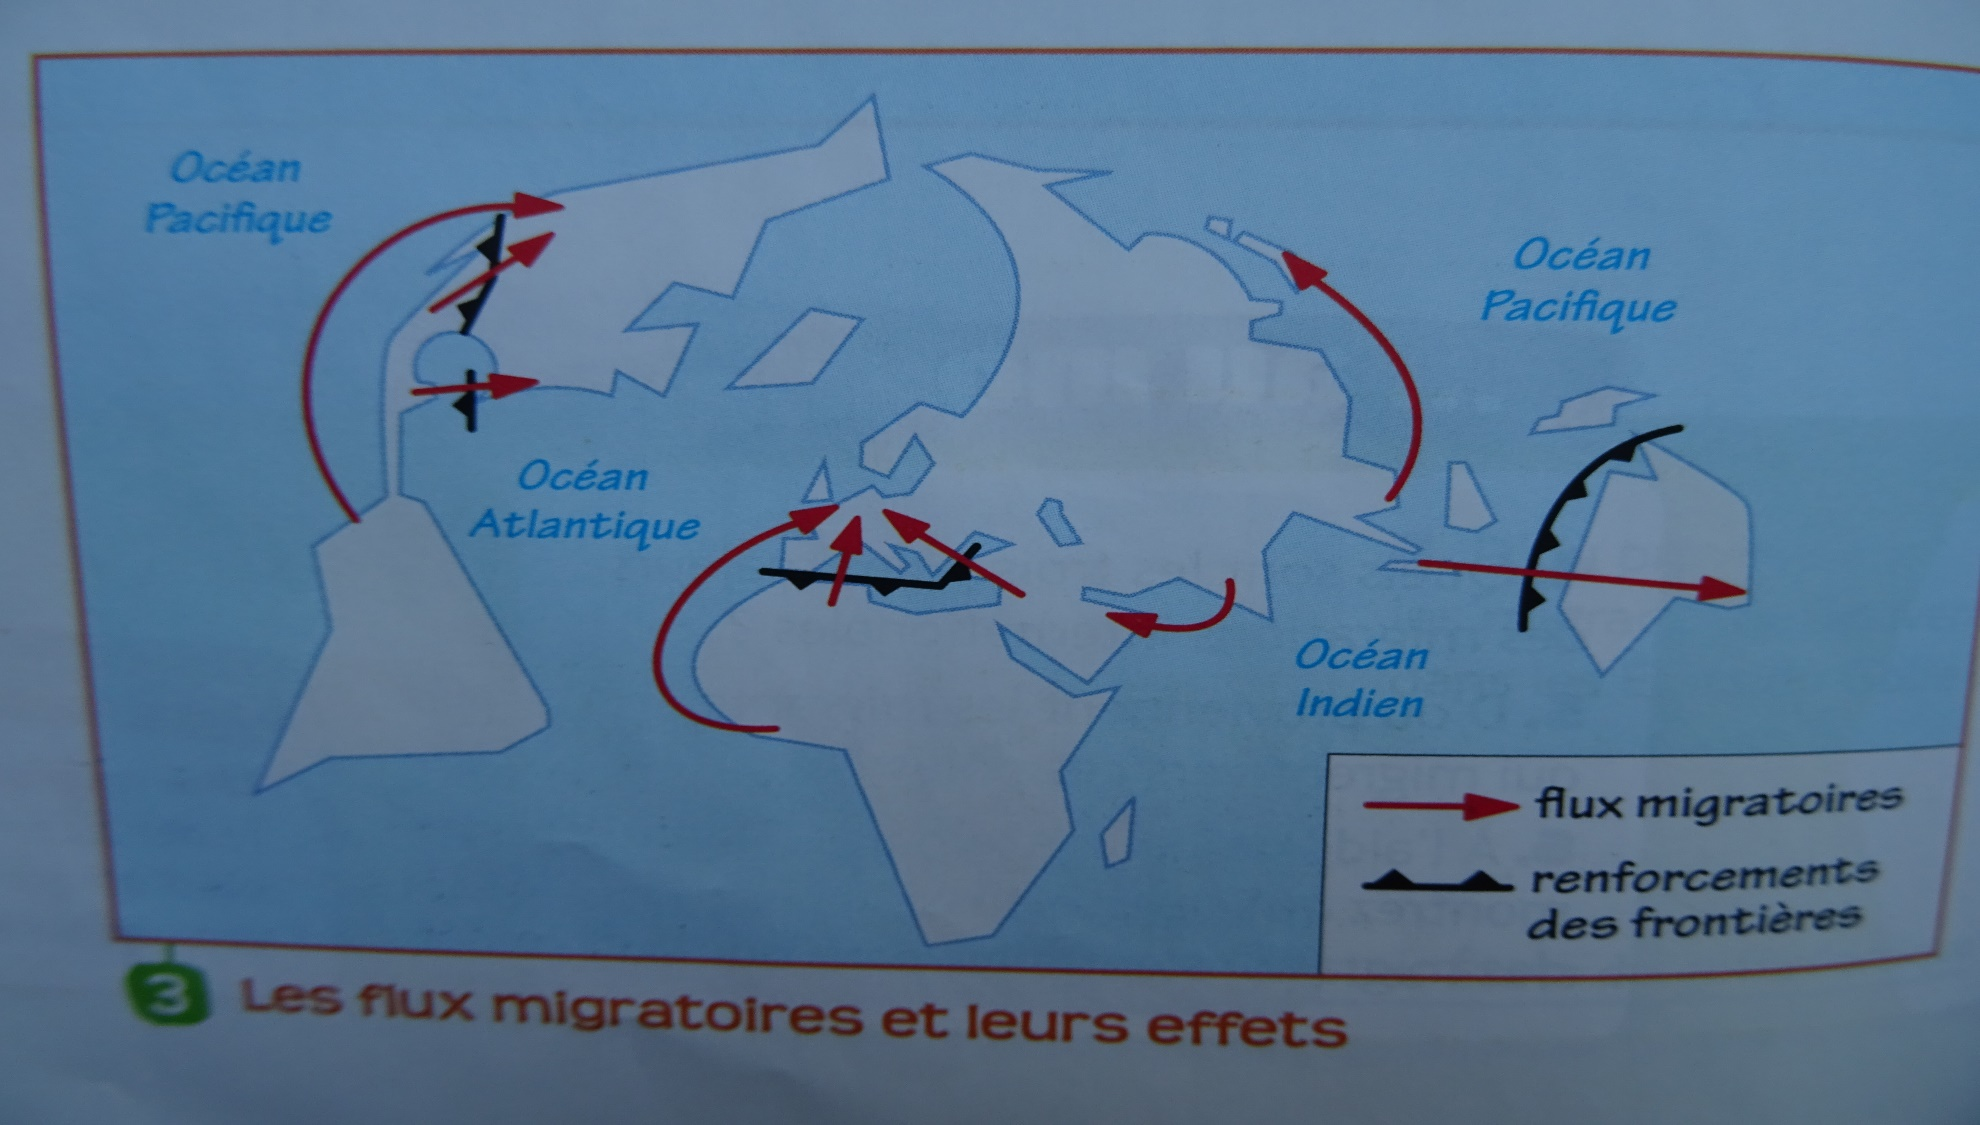 Océan
Pacifique
Océan
Pacifique
Océan
Atlantique
Océan
Indien
flux migratoires
renforcements
des frontières
3 Les flux migratoires et leurs effets